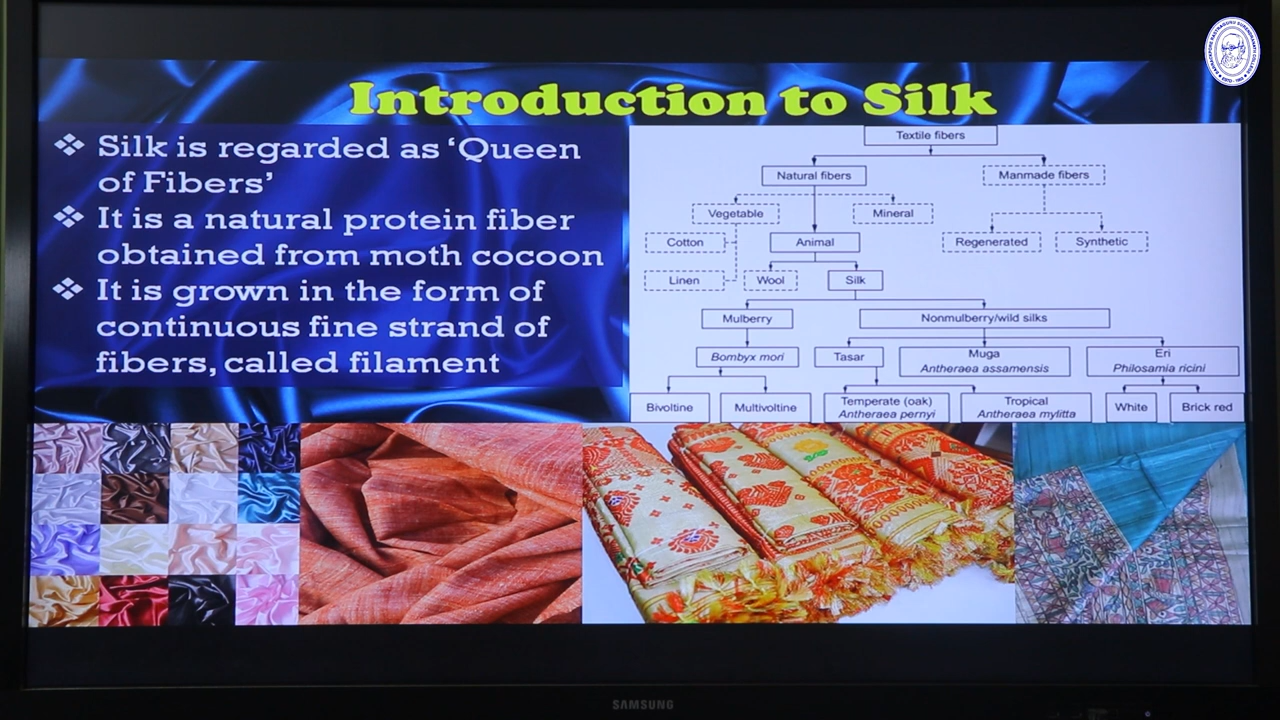 Introduction to Silk
❖ Silk is regarded as ‘Queen
of Fibers’
❖ It is a natural protein fiber
obtained from moth cocoon
❖ It is grown in the form of
continuous fine strand of
fibers, called filament
Textile fibers
Natural fibers
Manmade fibers
Vegetable
Mineral
Cotton
Animal
Regenerated
Synthetic
Linen
Wool
Silk
Mulberry
Nonmulberry/wild silks
Bombyx mori
Tasar
Muga
Antheraea assamensis
Eri
Philosamia ricini
Bivoltine
Multivoltine
Temperate (oak)
Antheraea pernyi
Tropical
Antheraea mylitta
White
Brick red
SAMSUNG